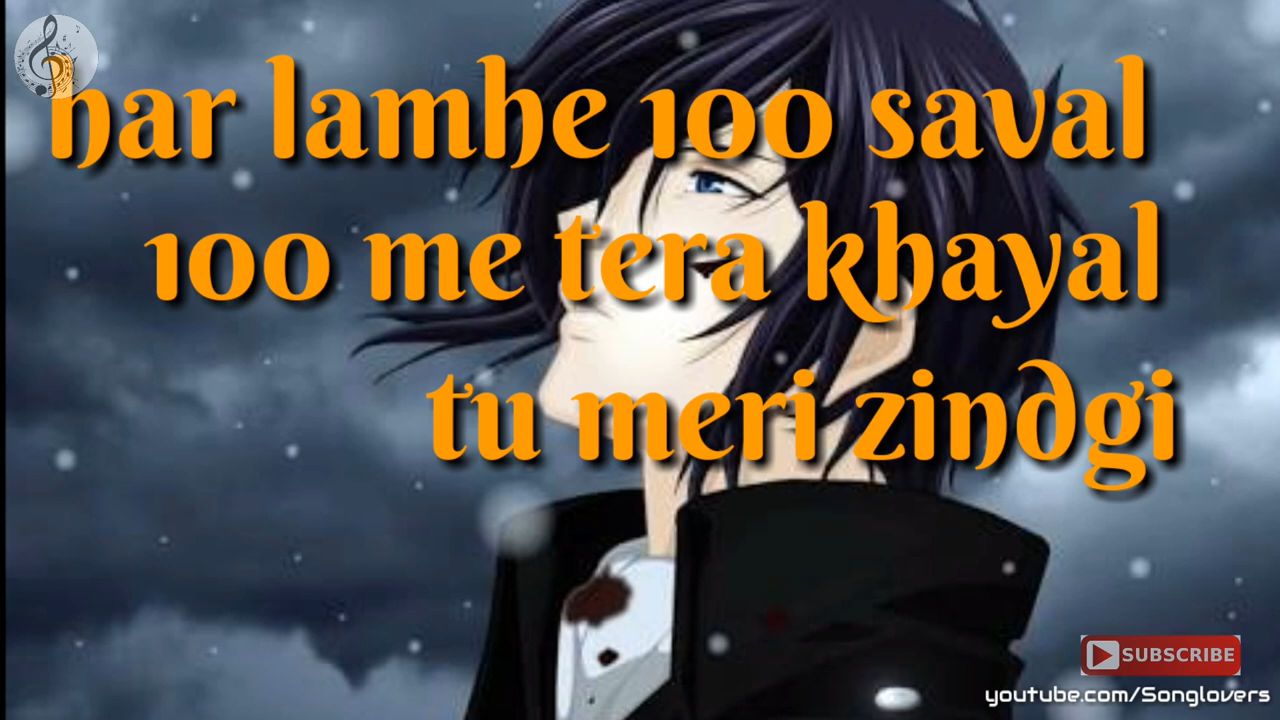 har lamhe 100 saval
100 me tera khayal
tu meri zindgi
SUBSCRIBE
youtube.com/Songlovers